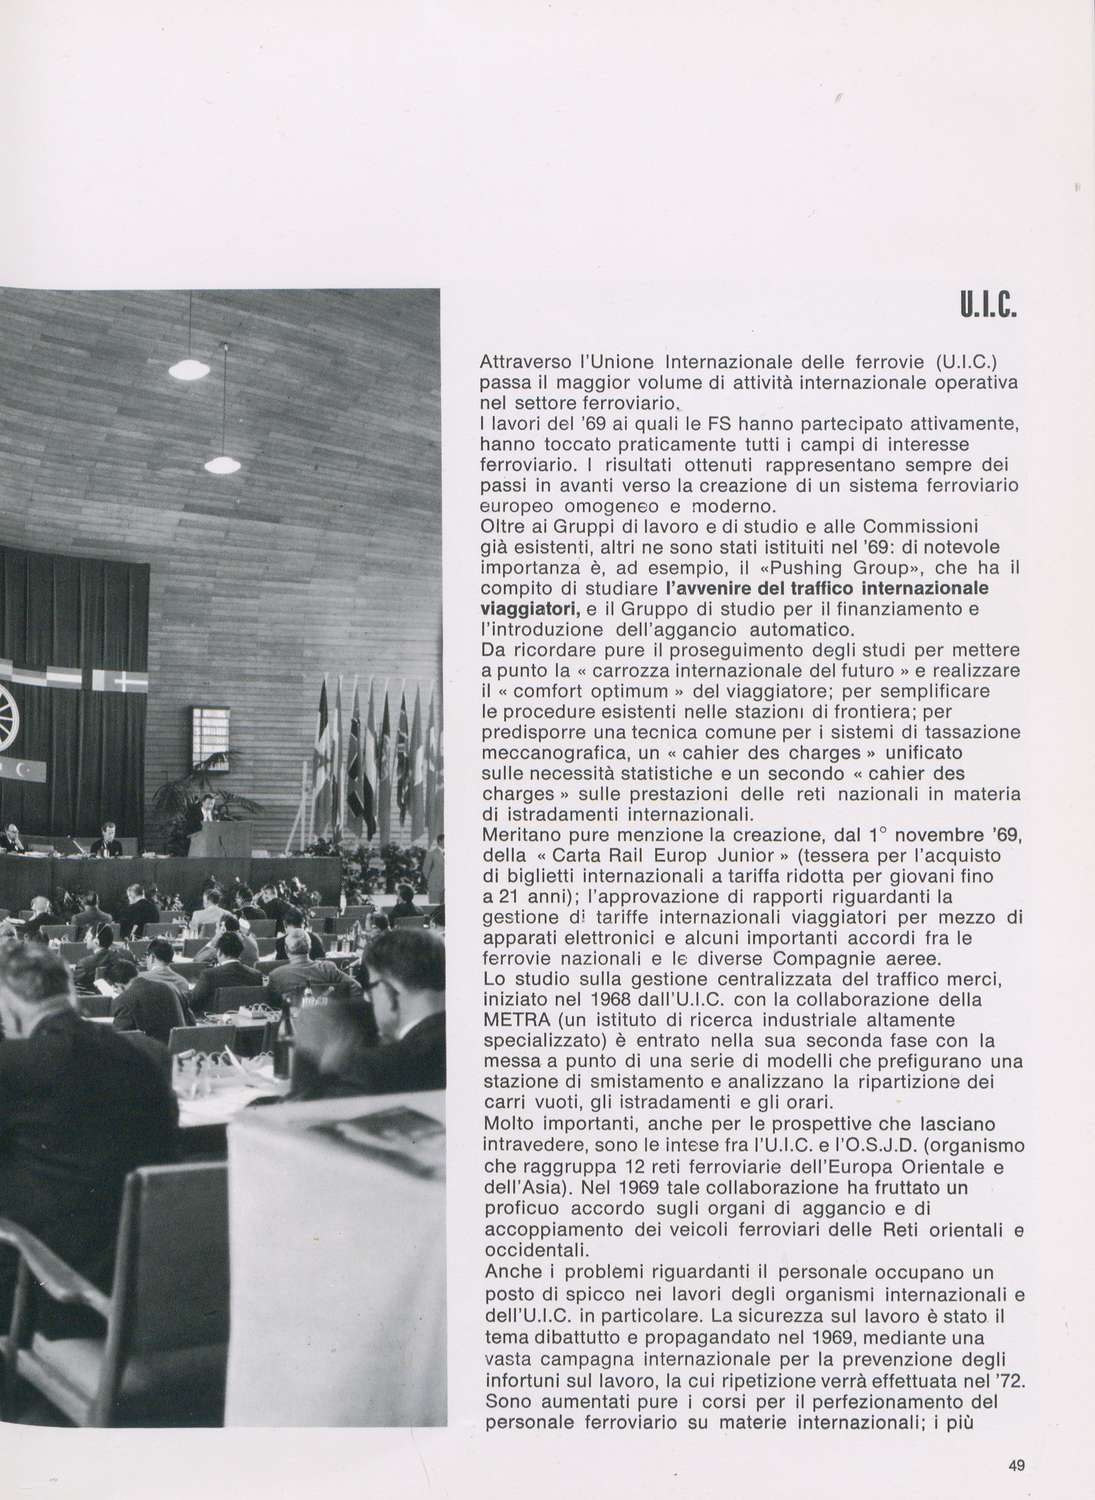 U.I.C.
Attraverso l'Unione Internazionale delle ferrovie (U.I.C.)
passa il maggior volume di attività internazionale operativa
nel settore ferroviario.
I lavori del '69 ai quali le FS hanno partecipato attivamente,
hanno toccato praticamente tutti i campi di interesse
ferroviario. I risultati ottenuti rappresentano sempre dei
passi in avanti verso la creazione di un sistema ferroviario
europeo omogeneo e moderno.
Oltre ai Gruppi di lavoro e di studio e alle Commissioni
già esistenti, altri ne sono stati istituiti nel '69: di notevole
importanza è, ad esempio, il «Pushing Group», che ha il
compito di studiare l'avvenire del traffico internazionale
viaggiatori, e il Gruppo di studio per il finanziamento e
l'introduzione dell'aggancio automatico.
Da ricordare pure il proseguimento degli studi per mettere
a punto la « carrozza internazionale del futuro » e realizzare
il « comfort optimum » del viaggiatore; per semplificare
le procedure esistenti nelle stazioni di frontiera; per
predisporre una tecnica comune per i sistemi di tassazione
meccanografica, un « cahier des charges » unificato
sulle necessità statistiche e un secondo « cahier des
charges » sulle prestazioni delle reti nazionali in materia
di istradamenti internazionali.
Meritano pure menzione la creazione, dal 1° novembre '69,
della « Carta Rail Europ Junior » (tessera per l'acquisto
di biglietti internazionali a tariffa ridotta per giovani fino
a 21 anni); l'approvazione di rapporti riguardanti la
gestione di tariffe internazionali viaggiatori per mezzo di
apparati elettronici e alcuni importanti accordi fra le
ferrovie nazionali e le diverse Compagnie aeree.
Lo studio sulla gestione centralizzata del traffico merci,
iniziato nel 1968 dall'U.I.C. con la collaborazione della
METRA (un istituto di ricerca industriale altamente
specializzato) è entrato nella sua seconda fase con la
messa a punto di una serie di modelli che prefigurano una
stazione di smistamento e analizzano la ripartizione dei
carri vuoti, gli istradamenti e gli orari.
Molto importanti, anche per le prospettive che lasciano
intravedere, sono le intese fra l'U.I.C. e l'O.S.J.D. (organismo
che raggruppa 12 reti ferroviarie dell'Europa Orientale e
dell'Asia). Nel 1969 tale collaborazione ha fruttato un
proficuo accordo sugli organi di aggancio e di
accoppiamento dei veicoli ferroviari delle Reti orientali e
occidentali.
Anche i problemi riguardanti il personale occupano un
posto di spicco nei lavori degli organismi internazionali e
dell'U.I.C. in particolare. La sicurezza sul lavoro è stato il
tema dibattutto e propagandato nel 1969, mediante una
vasta campagna internazionale per la prevenzione degli
infortuni sul lavoro, la cui ripetizione verrà effettuata nel '72.
Sono aumentati pure i corsi per il perfezionamento del
personale ferroviario su materie internazionali; i più
49